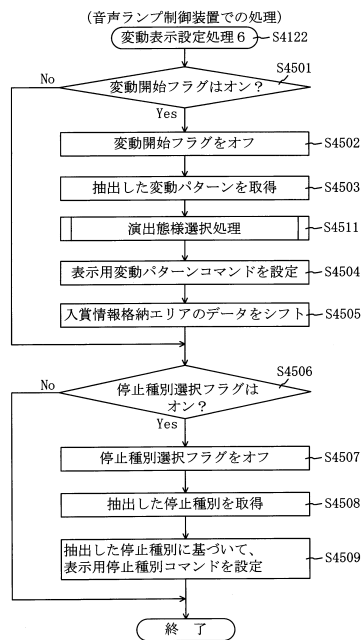 (音声ランプ制御装置での処理)
変動表示設定処理6
S4122
S4501
変動開始フラグはオン?
No
Yes
変動開始フラグをオフ
S4502
抽出した変動パターンを取得
S4503
演出態様選択処理
S4511
表示用変動パターンコマンドを設定
S4504
入賞情報格納エリアのデータをシフト
S4505
S4506
停止種別選択フラグは
オン?
No
Yes
停止種別選択フラグをオフ
S4507
抽出した停止種別を取得
S4508
抽出した停止種別に基づいて、
表示用停止種別コマンドを設定
S4509
終 了